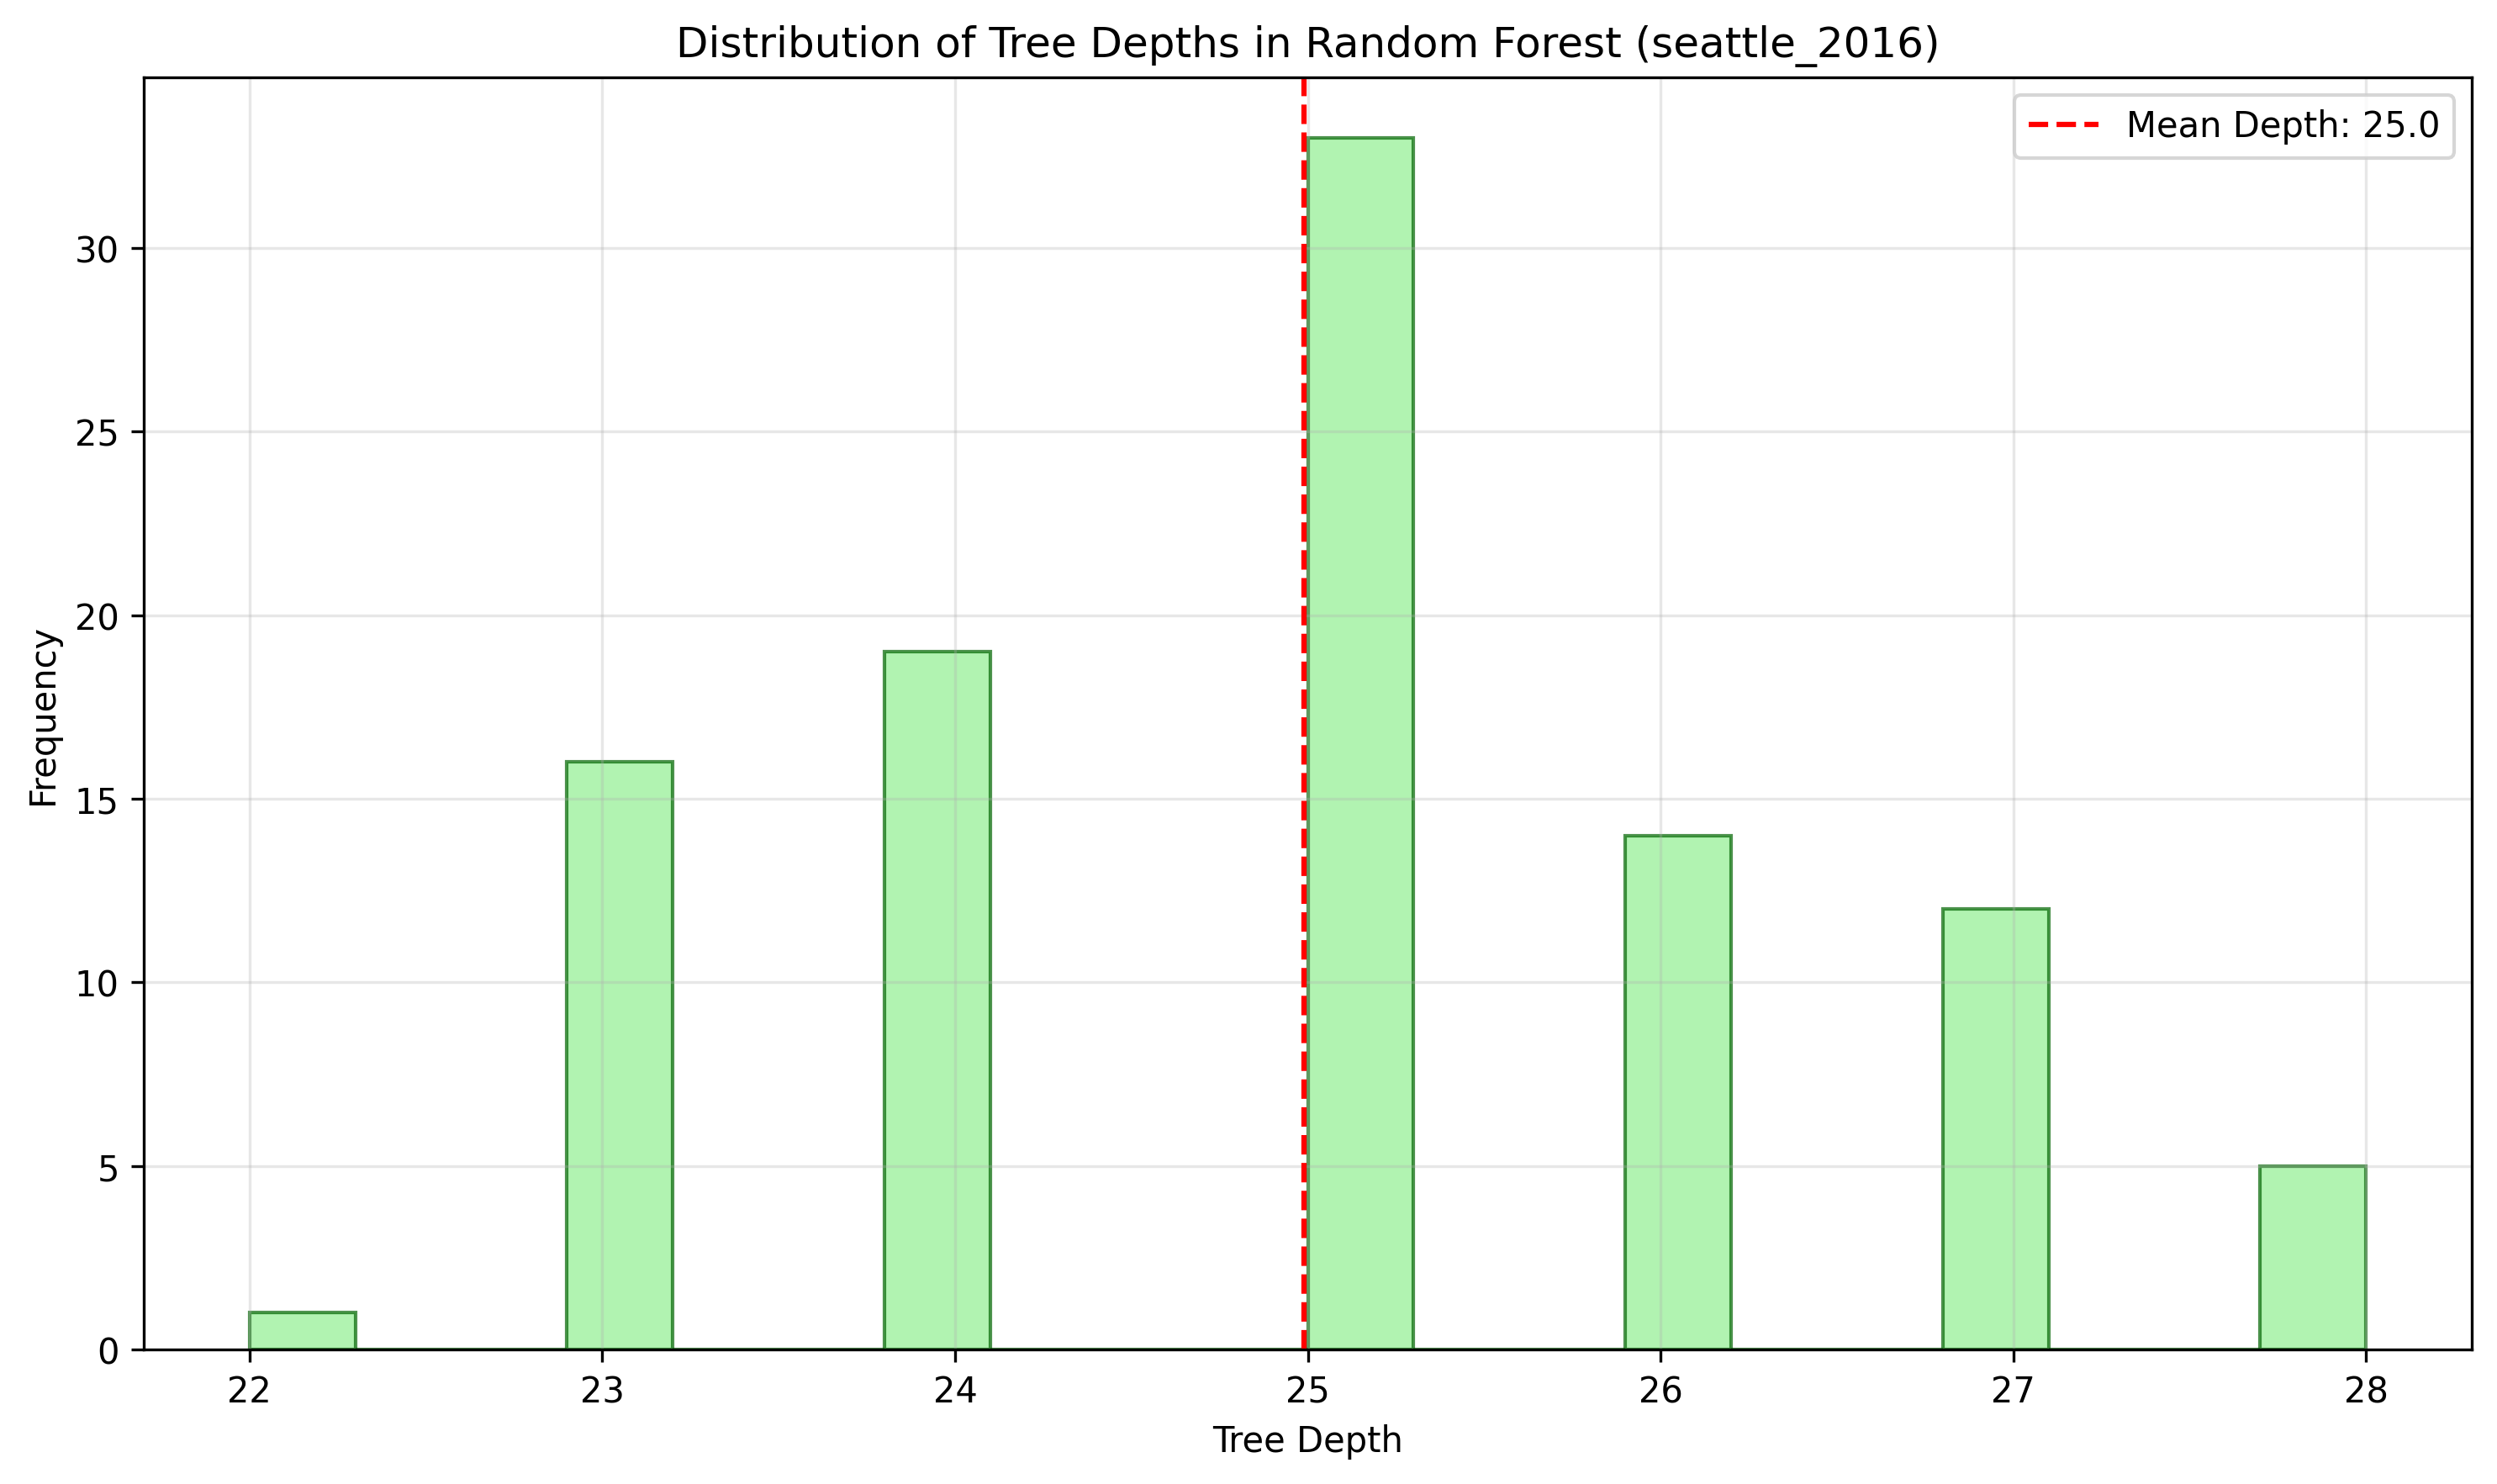 Distribution of Tree Depths in Random Forest (seattle_2016)
Mean Depth: 25.0
Frequency
30
25
20
15
10
5
0
22 23 24 25 26 27 28
Tree Depth